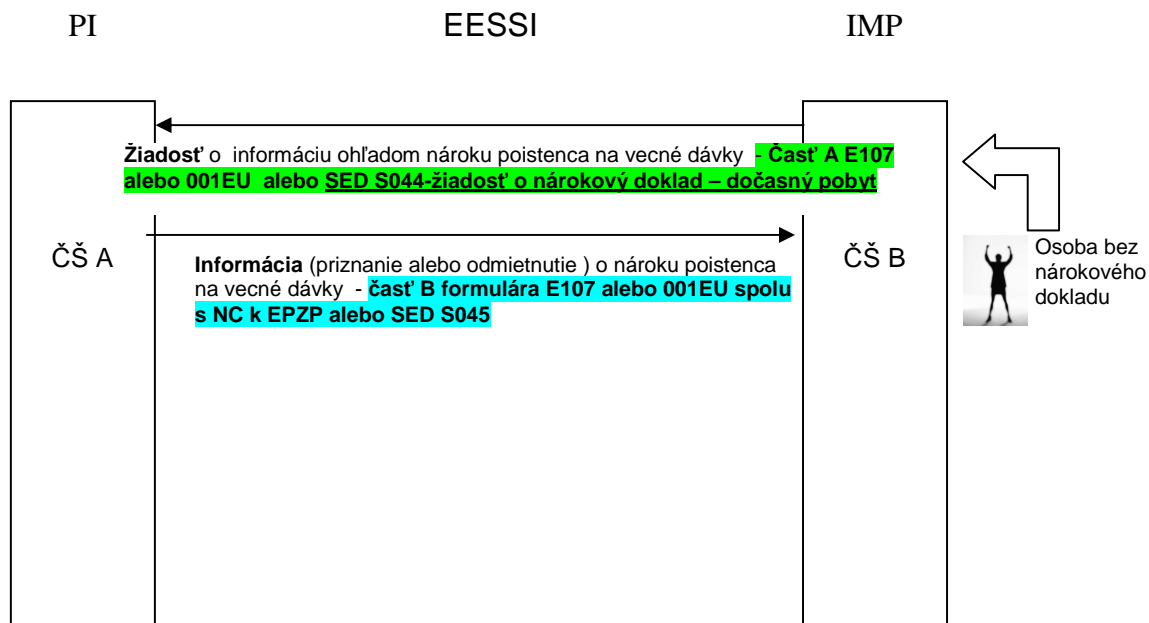 PI EESSI IMP
Žiadosť o informáciu ohľadom nároku poistenca na vecné dávky - Časť A E107
alebo 001EU alebo SED S044-žiadosť o nárokový doklad – dočasný pobyt
ČŠ A
Informácia (priznanie alebo odmietnutie ) o nároku poistenca
na vecné dávky - časť B formulára E107 alebo 001EU spolu
s NC k EPZP alebo SED S045
ČŠ B
Osoba bez
nárokového
dokladu